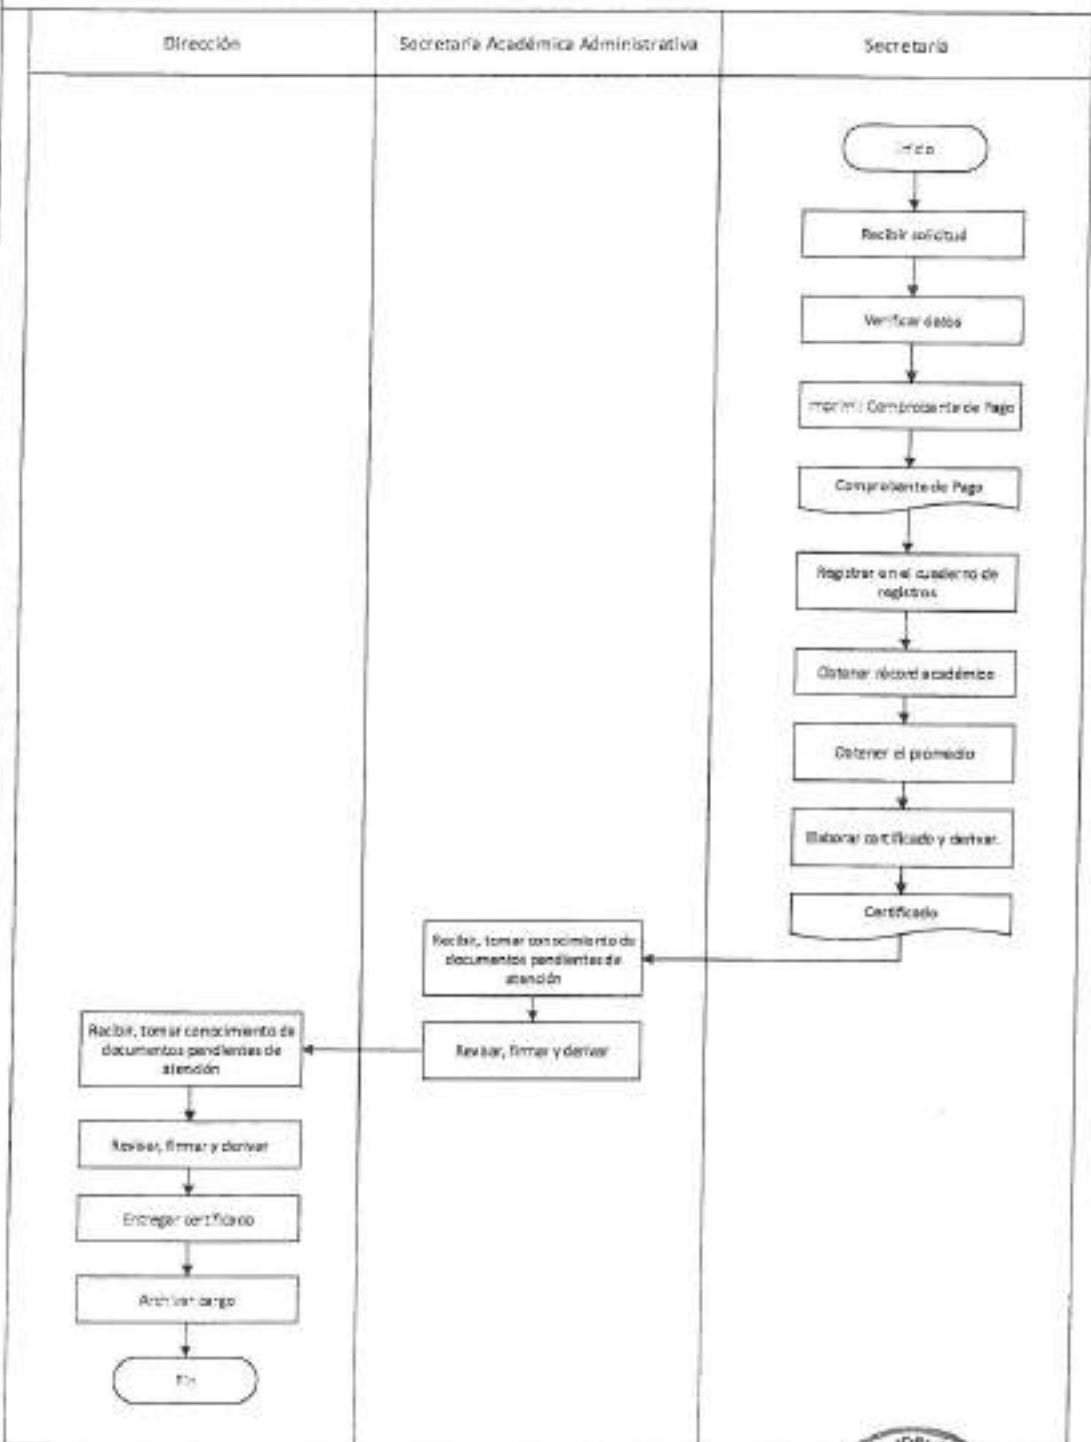 Dirección
Secretaría Académica Administrativa
Secretaría
Inicio
Recibir solicitud
Verificar datos
Imprimir Comprobante de Pago
Comprobante de Pago
Registrar en el cuaderno de
registros
Obtener récord académico
Obtener el promedio
Elaborar certificado y derivar.
Certificado
Recibir, tomar conocimiento de
documentos pendientes de
atención
Revisar, firmar y derivar
Recibir, tomar conocimiento de
documentos pendientes de
atención
Revisar, firmar y derivar
Entregar certificado
Archivar cargo
Fin